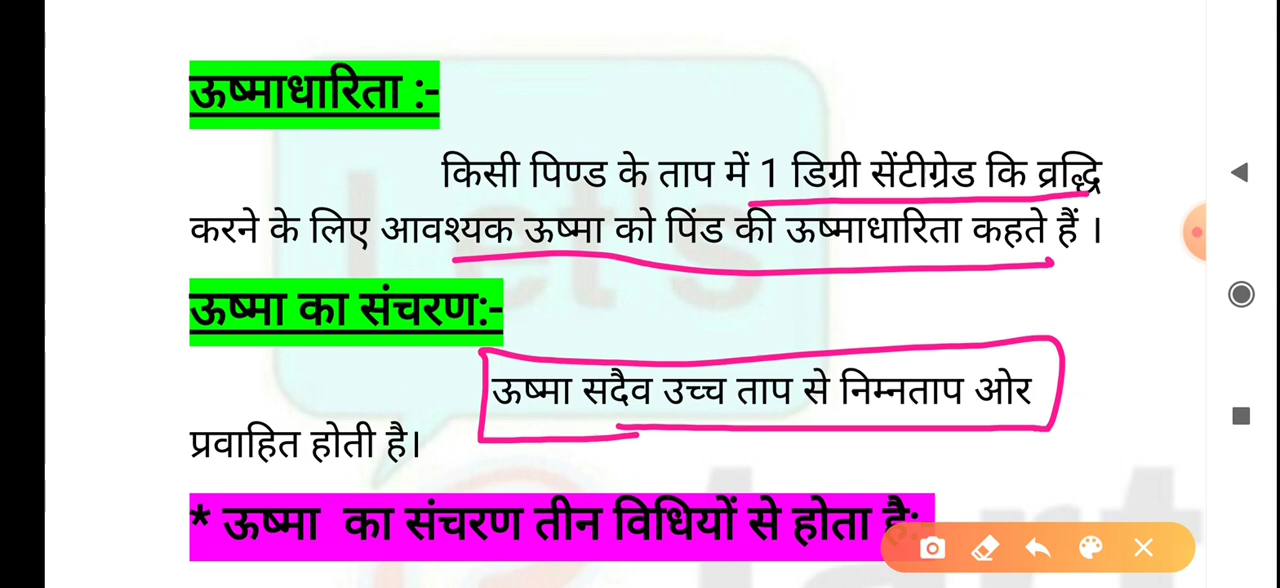 ऊष्माधारिता :-
किसी पिण्ड के ताप में 1 डिग्री सेंटीग्रेड कि व्रद्धि
करने के लिए आवश्यक ऊष्मा को पिंड की ऊष्माधारिता कहते हैं ।
ऊष्मा का संचरण:-
ऊष्मा सदैव उच्च ताप से निम्नताप ओर
प्रवाहित होती है।
* ऊष्मा का संचरण तीन विधियों से होता है:
Let's